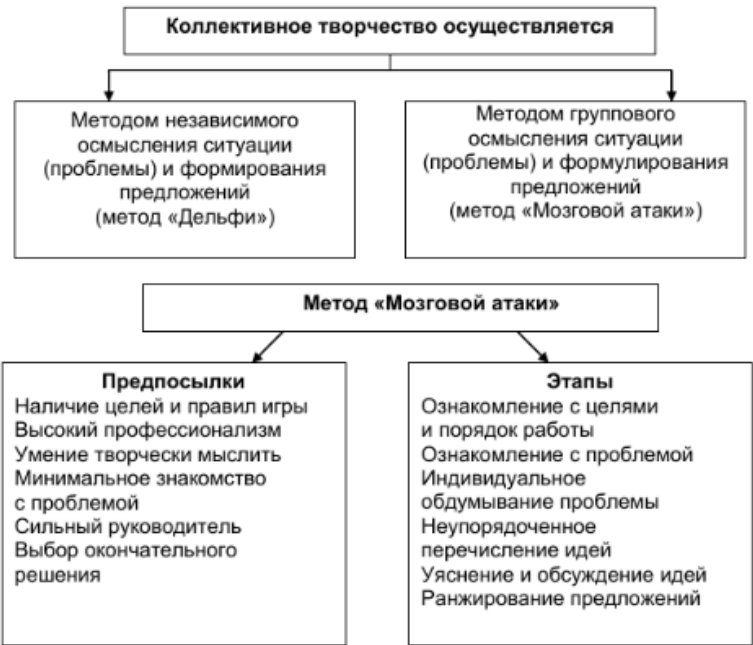 Коллективное творчество осуществляется
Методом независимого
осмысления ситуации
(проблемы) и формирования
предложений
(метод «Дельфи»)
Методом группового
осмысления ситуации
(проблемы) и формулирования
предложений
(метод «Мозговой атаки»)
Метод «Мозговой атаки»
Предпосылки
Наличие целей и правил игры
Высокий профессионализм
Умение творчески мыслить
Минимальное знакомство
с проблемой
Сильный руководитель
Выбор окончательного
решения
Этапы
Ознакомление с целями
и порядок работы
Ознакомление с проблемой
Индивидуальное
обдумывание проблемы
Неупорядоченное
перечисление идей
Уяснение и обсуждение идей
Ранжирование предложений